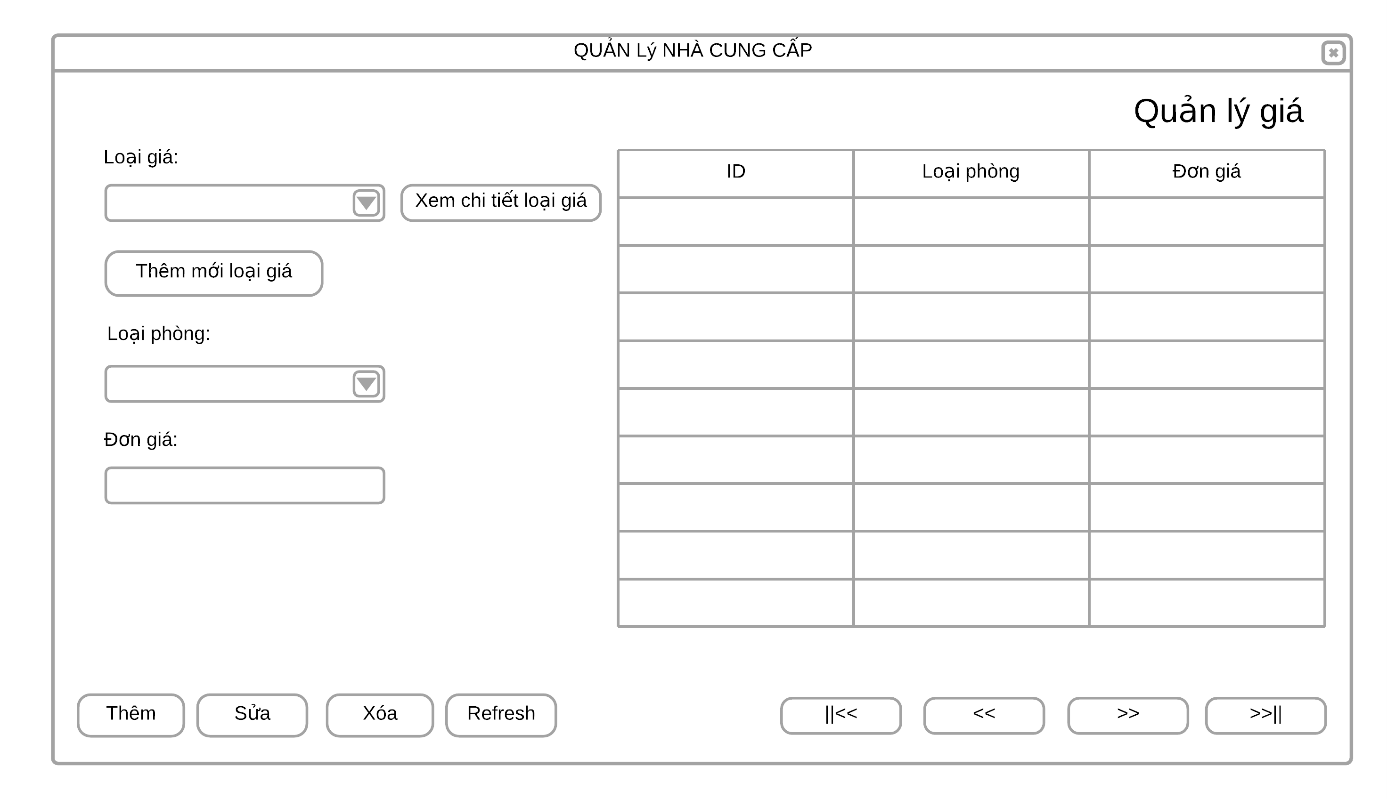 QUẢN Lý NHÀ CUNG CẤP
Quản lý giá
Loại giá:
Xem chi tiết loại giá
Thêm mới loại giá
Loại phòng:
Đơn giá:
ID Loại phòng Đơn giá
Thêm Sửa Xóa Refresh ||<< << >> >>||